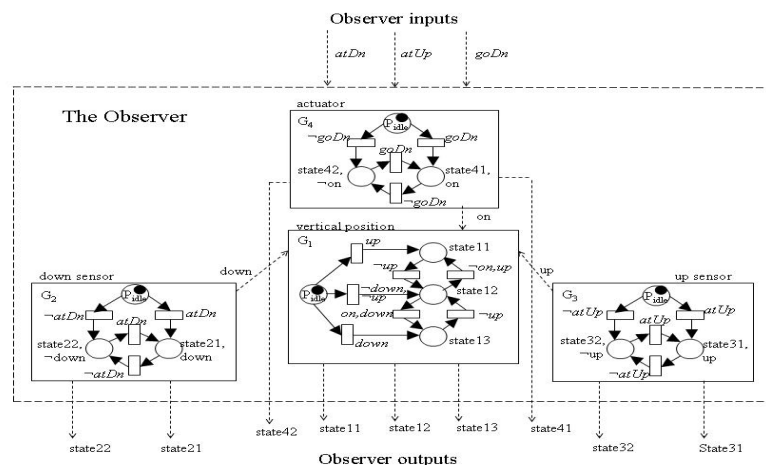 Observer inputs
atDn
atUp
goDn
The Observer
actuator
G4
Pidle
¬goDn
goDn
goDn
state42,
¬on
state41,
on
¬goDn
on
vertical position
G1
up
state11
¬up
¬on,up
Pidle
¬down,
¬up
state12
on,down
¬up
down
state13
down sensor
down
G2
Pidle
¬atDn
atDn
atDn
state22,
¬down
state21,
down
¬atDn
up
up sensor
G3
Pidle
¬atUp
atUp
atUp
state32,
¬up
state31,
up
¬atUp
state22
state21
state42
state11
state12
state13
state41
state32
State31
Observer outputs